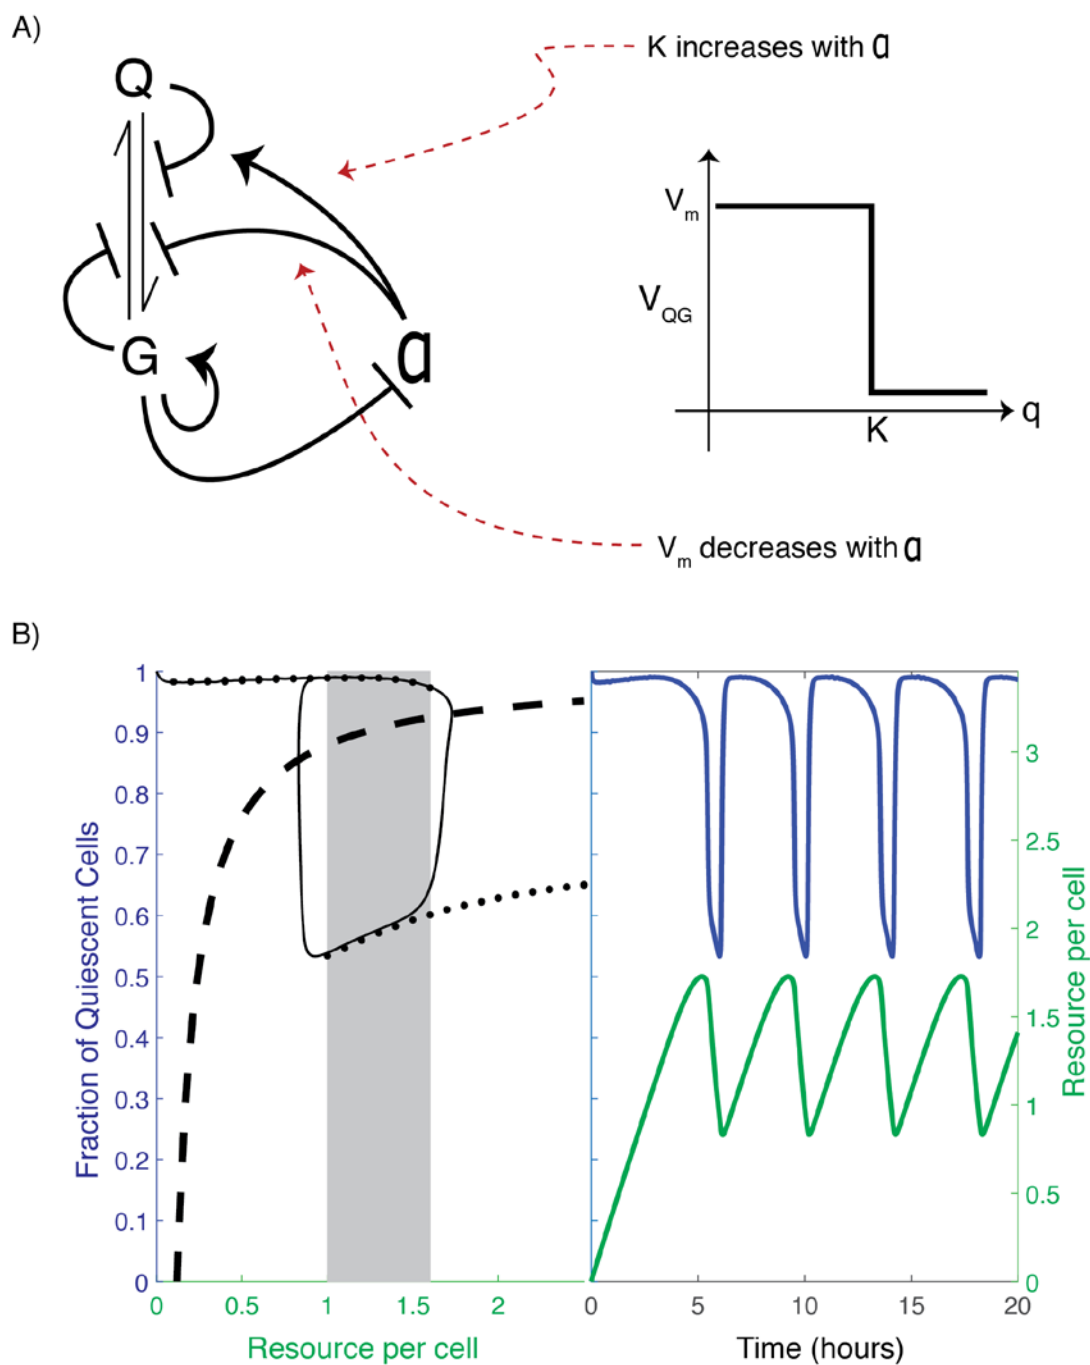 A)
Q
K increases with a
V_m
V_QG
G
a
K
q
V_m decreases with a
B)
1
0.9
0.8
0.7
0.6
0.5
0.4
0.3
0.2
0.1
0
Fraction of Quiescent Cells
0 0.5 1 1.5 2
Resource per cell
3
2.5
2
1.5
1
0.5
0
Resource per cell
0 5 10 15 20
Time (hours)